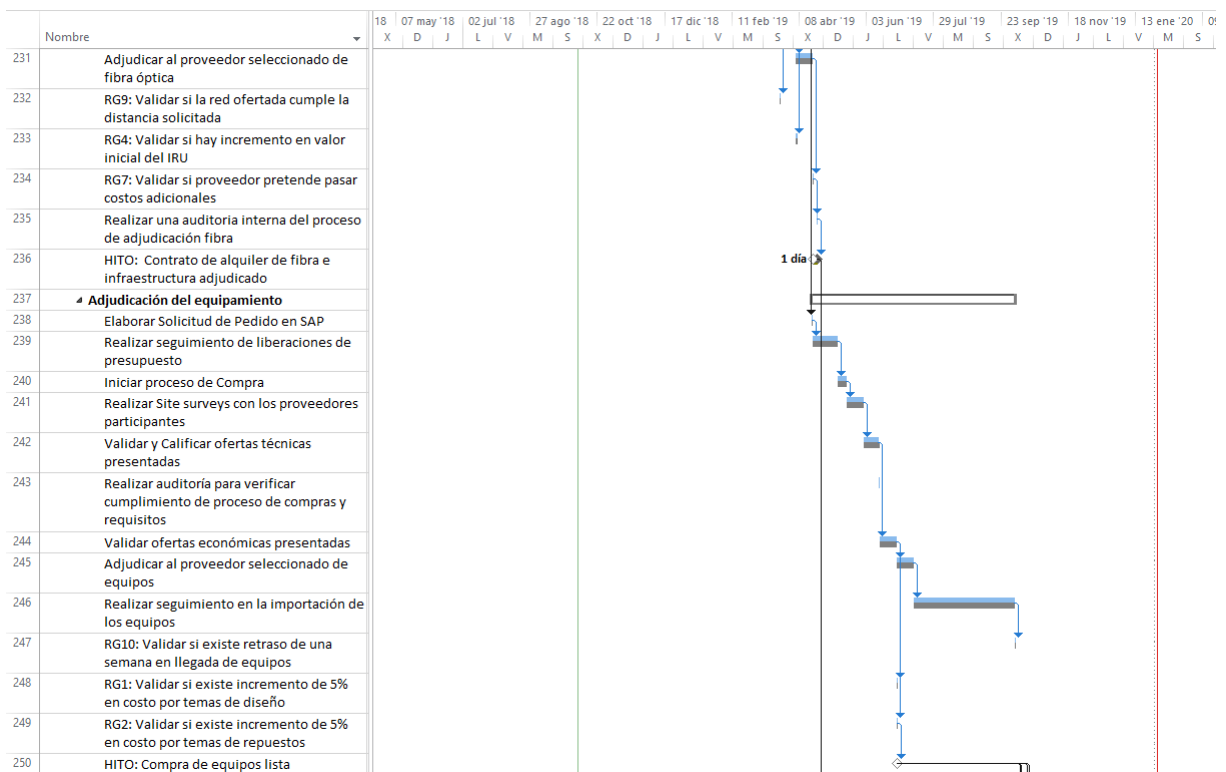 18 07 may '18 02 jul '18 27 ago '18 22 oct '18 17 dic '18 11 feb '19 08 abr '19 03 jun '19 29 jul '19 23 sep '19 18 nov '19 13 ene '20 09
Nombre X D J L V M S X D J L V M S X D J L V M S X D J L V M S
231 Adjudicar al proveedor seleccionado de
fibra óptica
232 RG9: Validar si la red ofertada cumple la
distancia solicitada
233 RG4: Validar si hay incremento en valor
inicial del IRU
234 RG7: Validar si proveedor pretende pasar
costos adicionales
235 Realizar una auditoria interna del proceso
de adjudicación fibra
236 HITO: Contrato de alquiler de fibra e
infraestructura adjudicado
1 día
237 Adjudicación del equipamiento
238 Elaborar Solicitud de Pedido en SAP
239 Realizar seguimiento de liberaciones de
presupuesto
240 Iniciar proceso de Compra
241 Realizar Site surveys con los proveedores
participantes
242 Validar y Calificar ofertas técnicas
presentadas
243 Realizar auditoría para verificar
cumplimiento de proceso de compras y
requisitos
244 Validar ofertas económicas presentadas
245 Adjudicar al proveedor seleccionado de
equipos
246 Realizar seguimiento en la importación de
los equipos
247 RG10: Validar si existe retraso de una
semana en llegada de equipos
248 RG1: Validar si existe incremento de 5%
en costo por temas de diseño
249 RG2: Validar si existe incremento de 5%
en costo por temas de repuestos
250 HITO: Compra de equipos lista